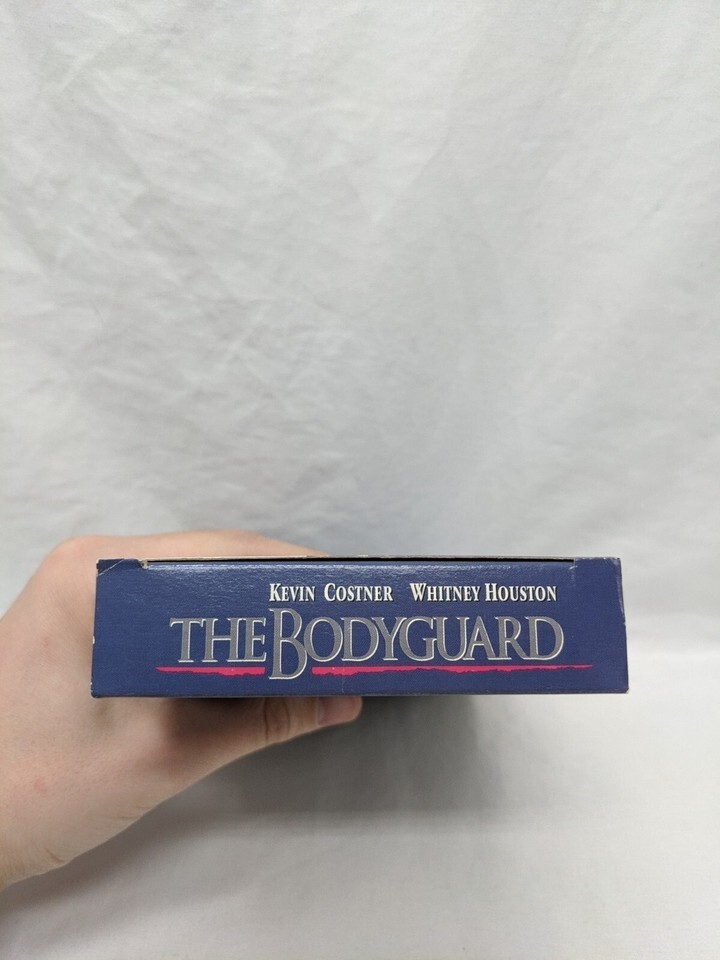 KEVIN COSTNER WHITNEY HOUSTON
THE BODYGUARD